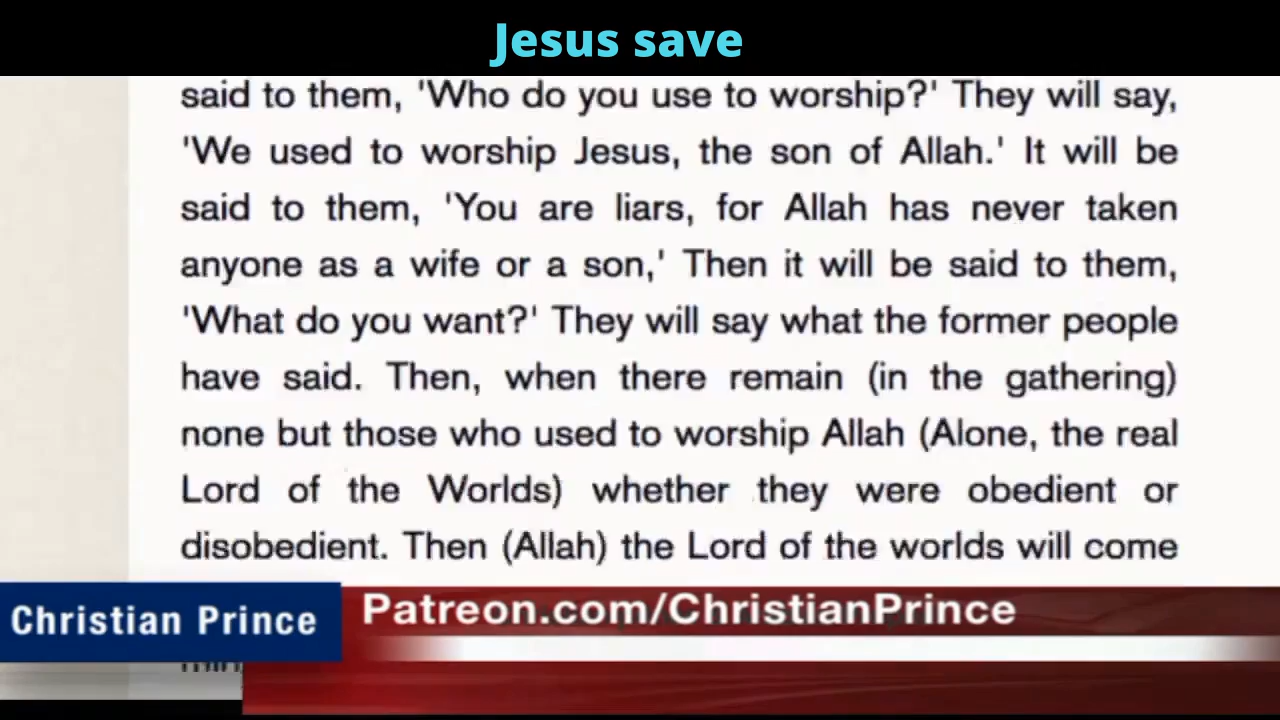 Jesus save
said to them, 'Who do you use to worship?' They will say,
'We used to worship Jesus, the son of Allah.' It will be
said to them, 'You are liars, for Allah has never taken
anyone as a wife or a son,' Then it will be said to them,
'What do you want?' They will say what the former people
have said. Then, when there remain (in the gathering)
none but those who used to worship Allah (Alone, the real
Lord of the Worlds) whether they were obedient or
disobedient. Then (Allah) the Lord of the worlds will come
Christian Prince
Patreon.com/ChristianPrince